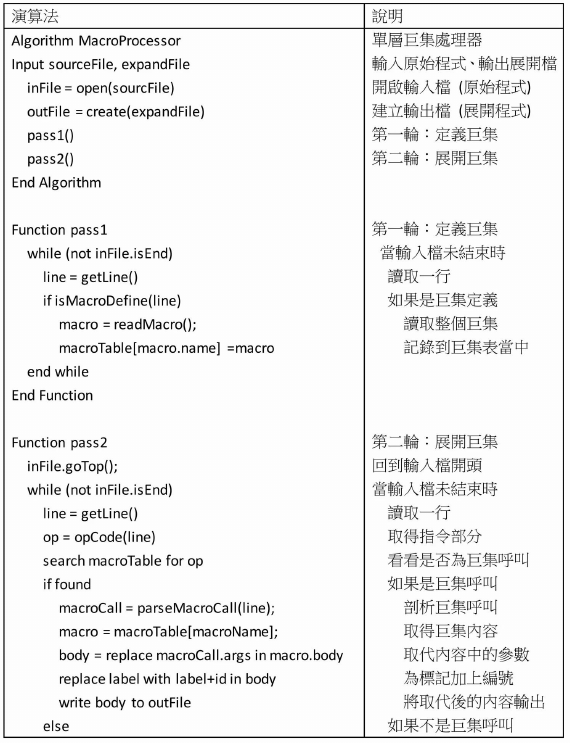 演算法 說明
Algorithm MacroProcessor 單層巨集處理器
Input sourceFile, expandFile 輸入原始程式、輸出展開檔
inFile = open(sourcFile) 開啟輸入檔 (原始程式)
outFile = create(expandFile) 建立輸出檔 (展開程式)
pass1() 第一輪：定義巨集
pass2() 第二輪：展開巨集
End Algorithm
Function pass1 第一輪：定義巨集
while (not inFile.isEnd) 當輸入檔未結束時
line = getLine() 讀取一行
if isMacroDefine(line) 如果是巨集定義
macro = readMacro(); 讀取整個巨集
macroTable[macro.name] =macro 記錄到巨集表當中
end while
End Function
Function pass2 第二輪：展開巨集
inFile.goTop(); 回到輸入檔開頭
while (not inFile.isEnd) 當輸入檔未結束時
line = getLine() 讀取一行
op = opCode(line) 取得指令部分
search macroTable for op 看看是否為巨集呼叫
if found 如果是巨集呼叫
macroCall = parseMacroCall(line); 剖析巨集呼叫
macro = macroTable[macroName]; 取得巨集內容
body = replace macroCall.args in macro.body 取代內容中的參數
replace label with label+id in body 為標記加上編號
write body to outFile 將取代後的內容輸出
else 如果不是巨集呼叫